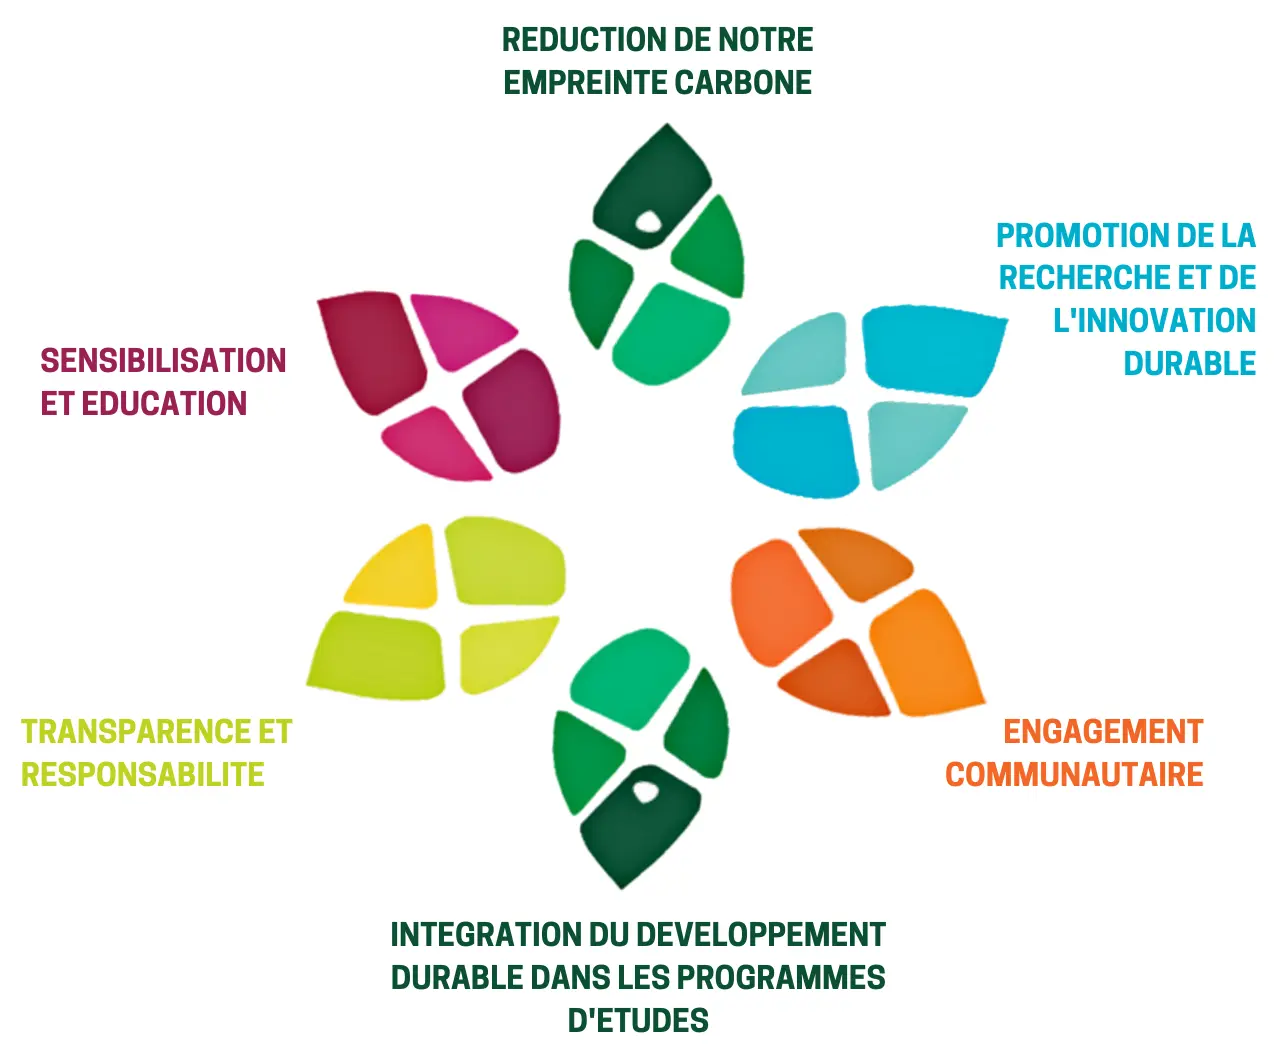 REDUCTION DE NOTRE
EMPREINTE CARBONE
PROMOTION DE LA
RECHERCHE ET DE
L'INNOVATION
DURABLE
SENSIBILISATION
ET EDUCATION
TRANSPARENCE ET
RESPONSABILITE
ENGAGEMENT
COMMUNAUTAIRE
INTEGRATION DU DEVELOPPEMENT
DURABLE DANS LES PROGRAMMES
D'ETUDES